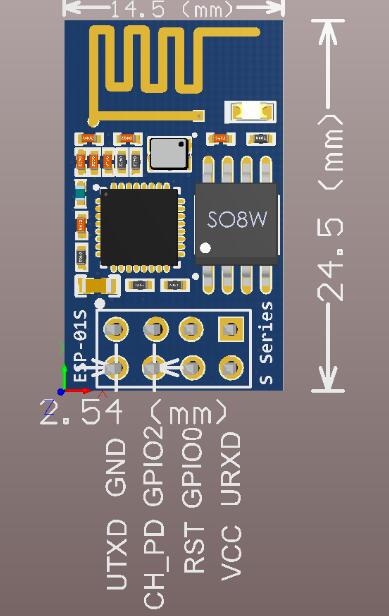 14.5 (mm)
24.5 (mm)
SO8W
ESP-01S
S Series
2.54 (mm)
UTXD GND
CH_PD GPIO2
RST GPIO0
VCC URXD
Z
X